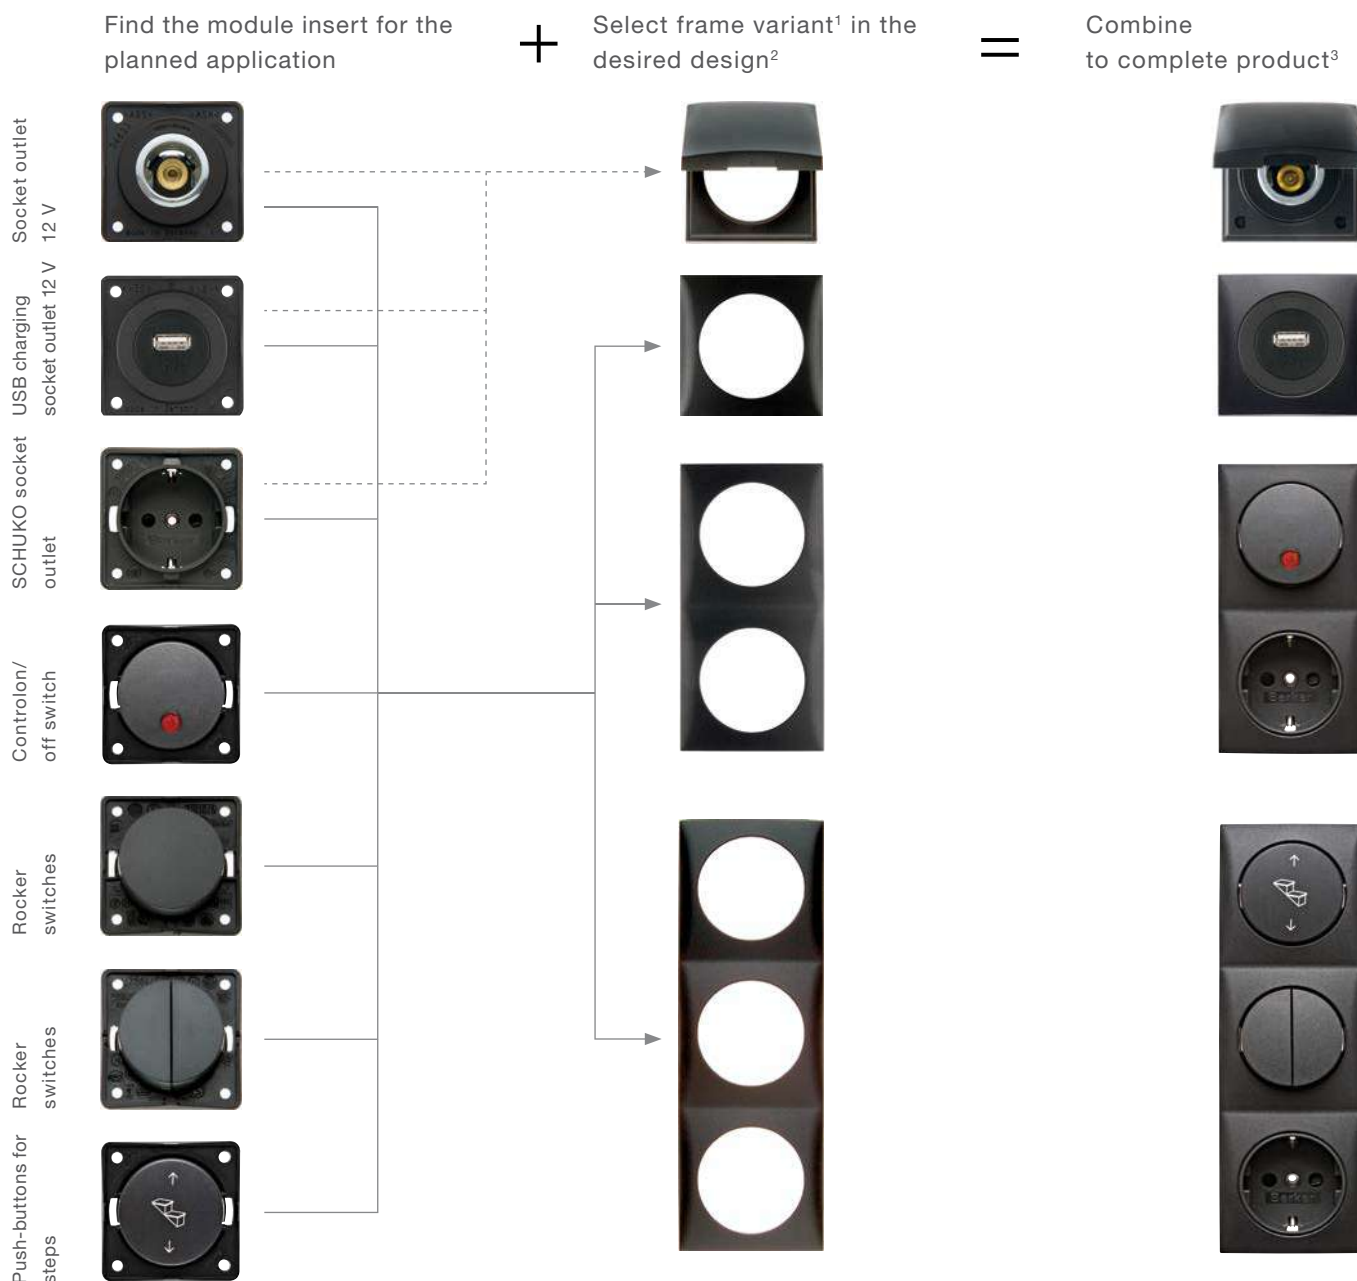 Find the module insert for the
planned application
+
Select frame variant¹ in the
desired design²
=
Combine
to complete product³
Socket outlet
12 V
USB charging
socket outlet 12 V
SCHUKO socket
outlet
Controlon/
off switch
Rocker
switches
Rocker
switches
Push-buttons for
steps
Berker
Berker